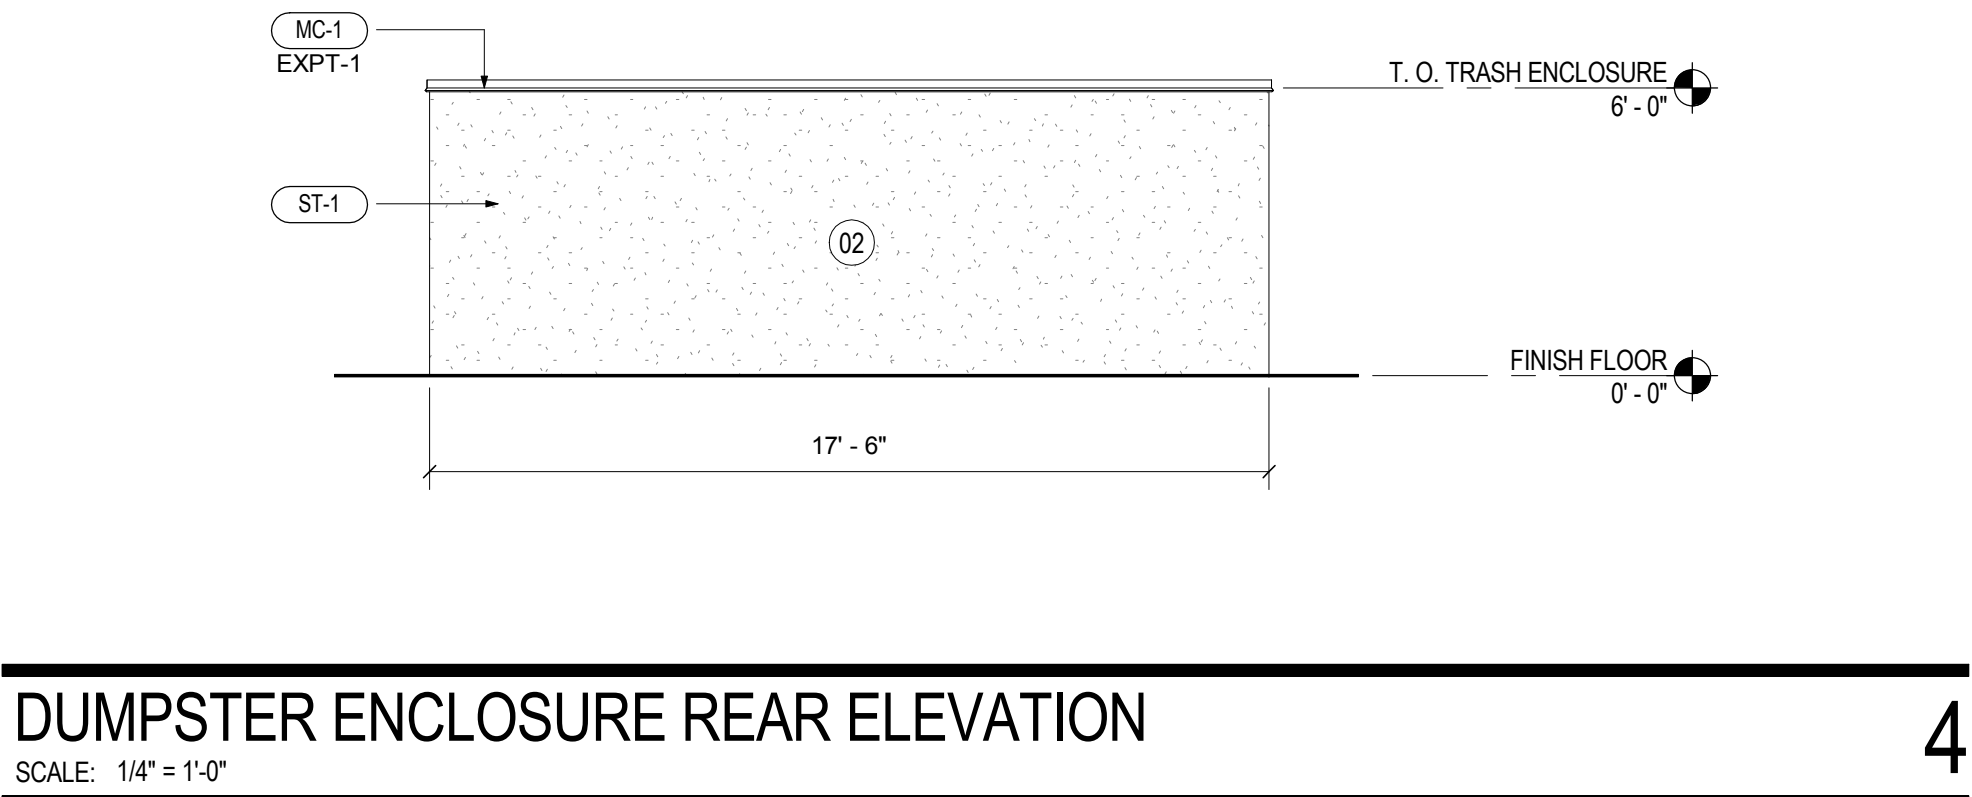 MC-1
EXPT-1
T. O. TRASH ENCLOSURE
6' - 0"
ST-1
02
FINISH FLOOR
0' - 0"
17' - 6"
DUMPSTER ENCLOSURE REAR ELEVATION
4
SCALE: 1/4" = 1'-0"